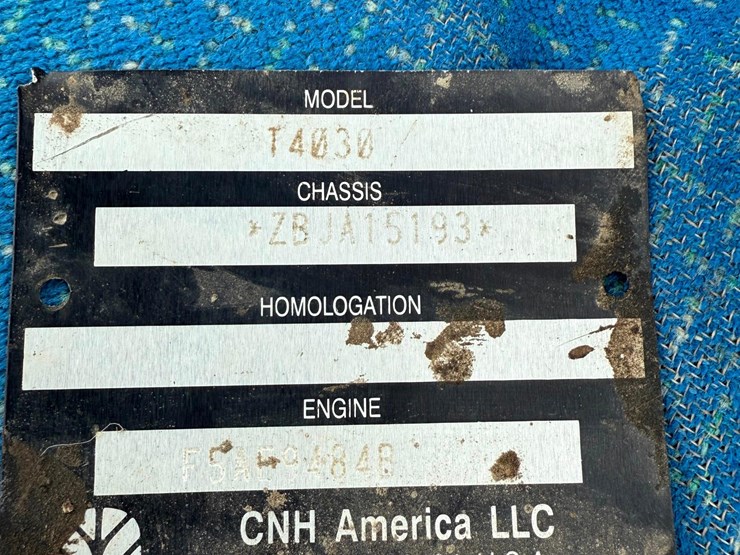 MODEL
T4030
CHASSIS
*ZBJA15193*
HOMOLOGATION
ENGINE
CNH America LLC